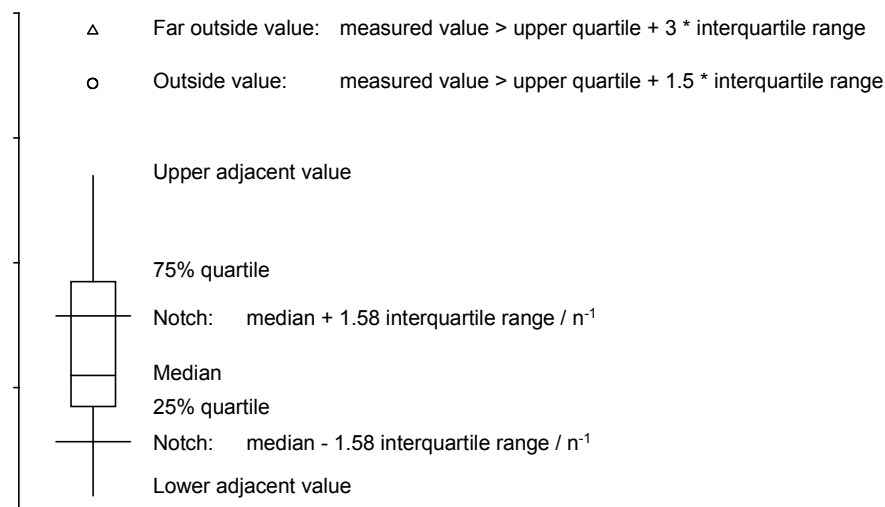 Far outside value: measured value > upper quartile + 3 * interquartile range
Outside value: measured value > upper quartile + 1.5 * interquartile range
Upper adjacent value
75% quartile
Notch: median + 1.58 interquartile range / n⁻¹
Median
25% quartile
Notch: median - 1.58 interquartile range / n⁻¹
Lower adjacent value